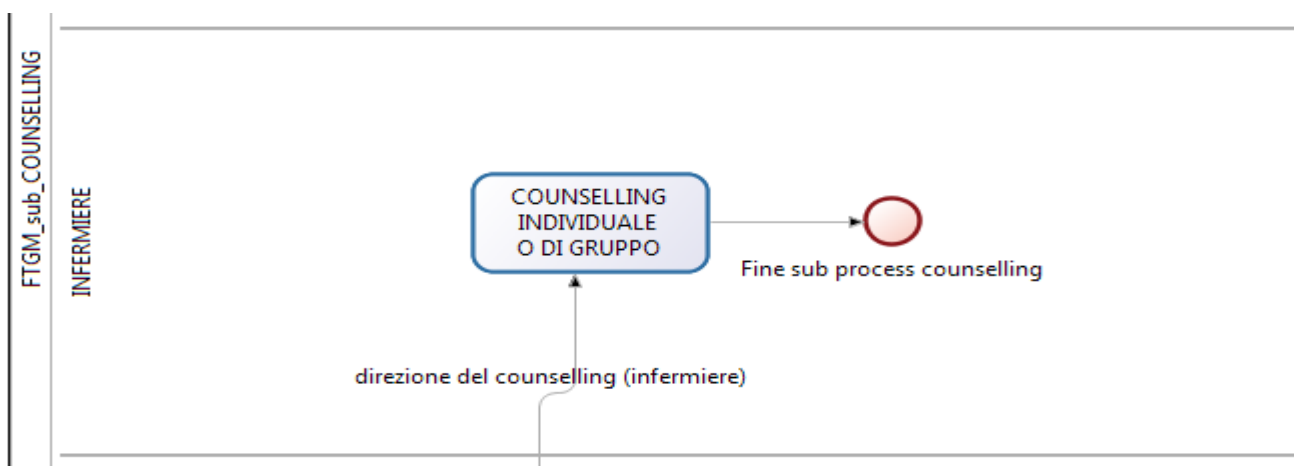 FTGM_sub_COUNSELLING
INFERMIERE
COUNSELLING
INDIVIDUALE
O DI GRUPPO
Fine sub process counselling
direzione del counselling (infermiere)